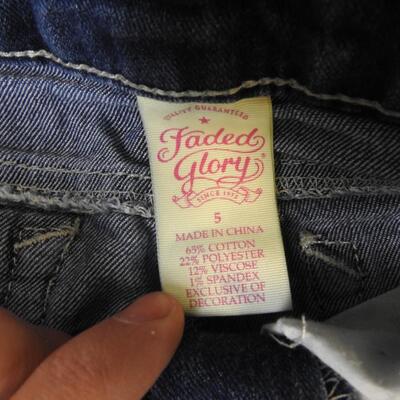 QUALITY GUARANTEED
Faded
Glory®
SINCE 1972
5
MADE IN CHINA
65% COTTON
22% POLYESTER
12% VISCOSE
1% SPANDEX
EXCLUSIVE OF
DECORATION